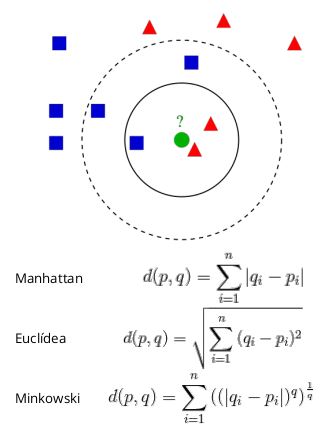 ?
Manhattan d(p, q) = \sum_{i=1}^{n} |q_i - p_i|
Euclídea d(p, q) = \sqrt{\sum_{i=1}^{n} (q_i - p_i)^2}
Minkowski d(p, q) = \sum_{i=1}^{n} ((|q_i - p_i|)^q)^{\frac{1}{q}}